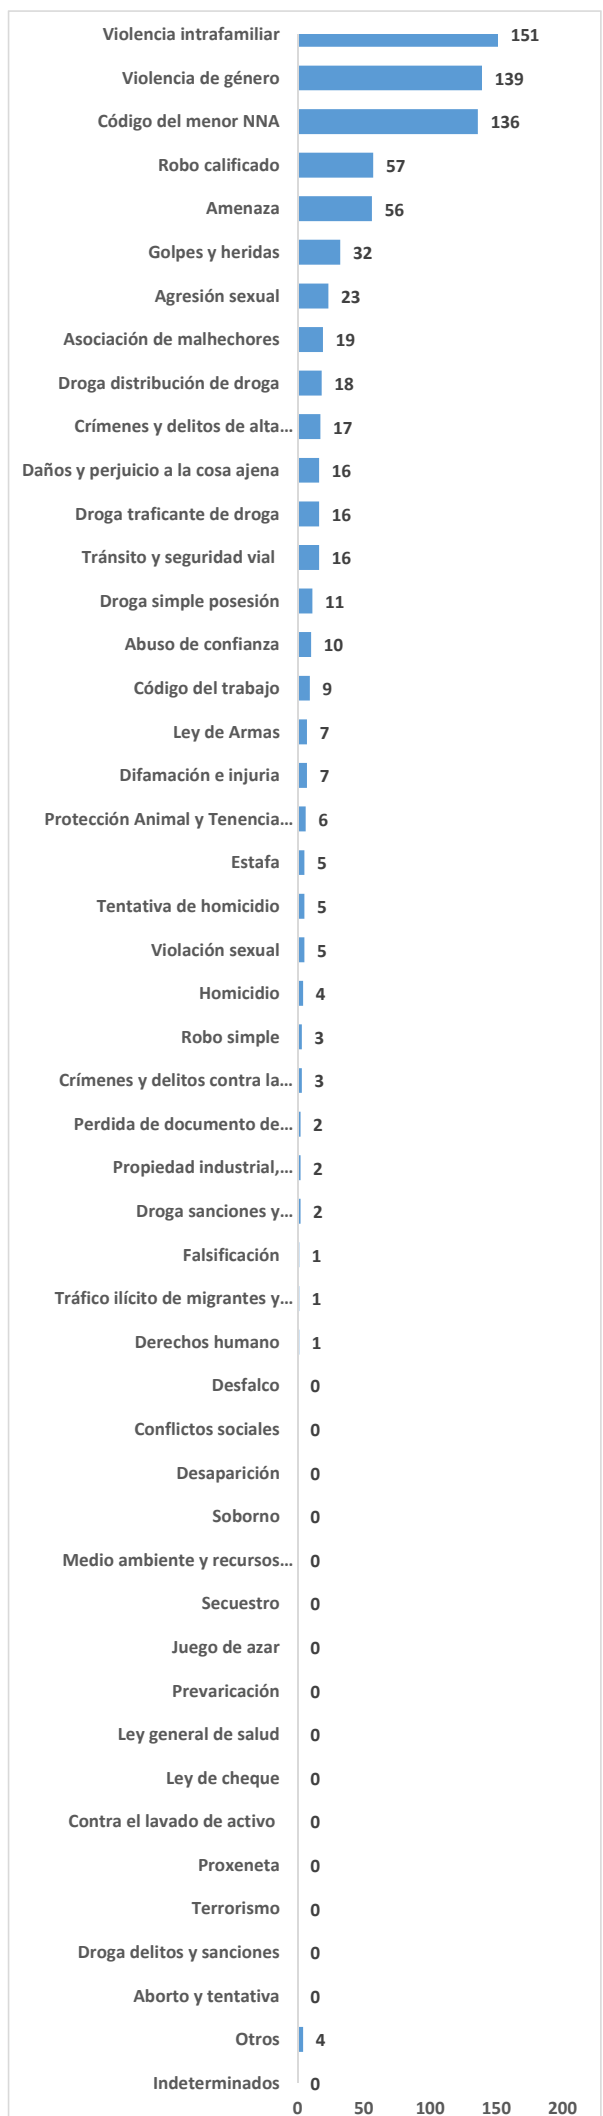 Violencia intrafamiliar 151
Violencia de género 139
Código del menor NNA 136
Robo calificado 57
Amenaza 56
Golpes y heridas 32
Agresión sexual 23
Asociación de malhechores 19
Droga distribución de droga 18
Crímenes y delitos de alta... 17
Daños y perjuicio a la cosa ajena 16
Droga traficante de droga 16
Tránsito y seguridad vial 16
Droga simple posesión 11
Abuso de confianza 10
Código del trabajo 9
Ley de Armas 7
Difamación e injuria 7
Protección Animal y Tenencia... 6
Estafa 5
Tentativa de homicidio 5
Violación sexual 5
Homicidio 4
Robo simple 3
Crímenes y delitos contra la... 3
Perdida de documento de... 2
Propiedad industrial,... 2
Droga sanciones y... 2
Falsificación 1
Tráfico ilícito de migrantes y... 1
Derechos humano 1
Desfalco 0
Conflictos sociales 0
Desaparición 0
Soborno 0
Medio ambiente y recursos... 0
Secuestro 0
Juego de azar 0
Prevaricación 0
Ley general de salud 0
Ley de cheque 0
Contra el lavado de activo 0
Proxeneta 0
Terrorismo 0
Droga delitos y sanciones 0
Aborto y tentativa 0
Otros 4
Indeterminados 0
0 50 100 150 200